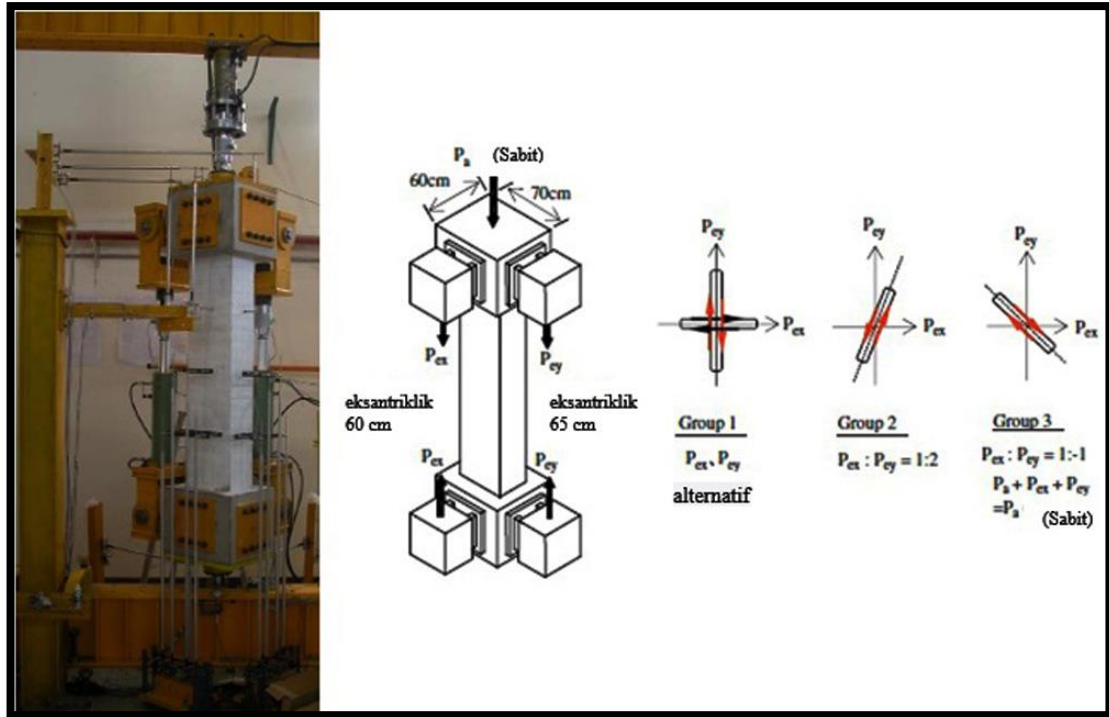 Pa (Sabit)
60cm
70cm
Pex
Pey
eksantriklik
60 cm
eksantriklik
65 cm
Pex
Pey
Pey
Pex
Group 1
Pex、Pey
alternatif
Pey
Pex
Group 2
Pex : Pey = 1:2
Pey
Pex
Group 3
Pex : Pey = 1:-1
Pa + Pex + Pey
=Pa (Sabit)